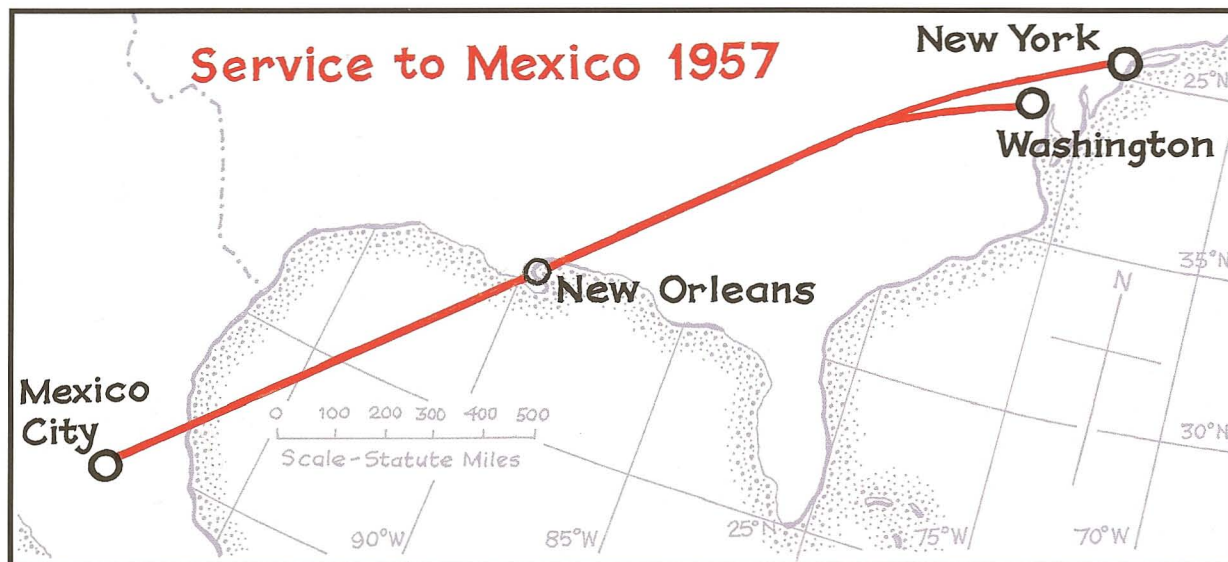 Service to Mexico 1957
New York
25°N
Washington
35°N
N
New Orleans
Mexico
City
0 100 200 300 400 500
Scale-Statute Miles
30°N
90°W
85°W
25°N
75°W
70°W